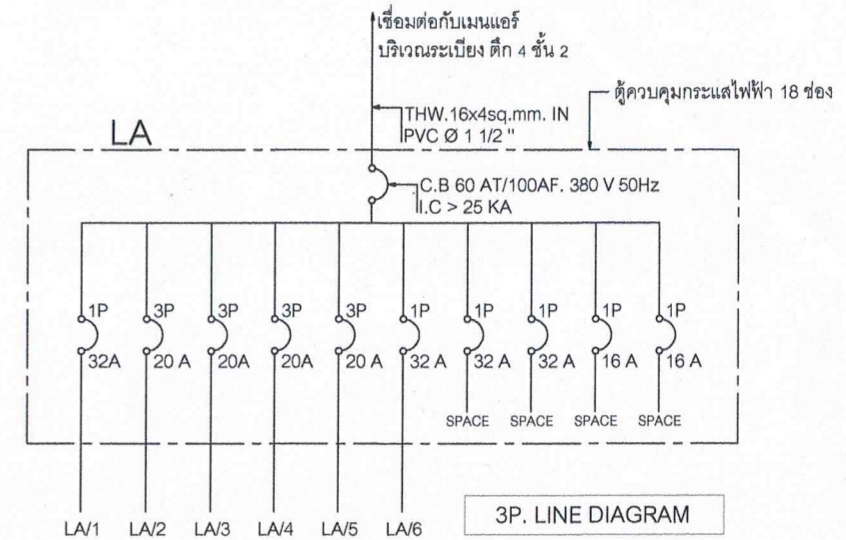 เชื่อมต่อกับเมนแอร์
บริเวณระเบียง ตึก 4 ชั้น 2
ตู้ควบคุมกระแสไฟฟ้า 18 ช่อง
THW.16x4sq.mm. IN
PVC Ø 1 1/2 "
LA
C.B 60 AT/100AF. 380 V 50Hz
I.C > 25 KA
1P 3P 3P 3P 3P 1P 1P 1P 1P 1P
32A 20 A 20A 20A 20 A 32 A 32 A 32 A 16 A 16 A
SPACE SPACE SPACE SPACE
3P. LINE DIAGRAM
LA/1 LA/2 LA/3 LA/4 LA/5 LA/6